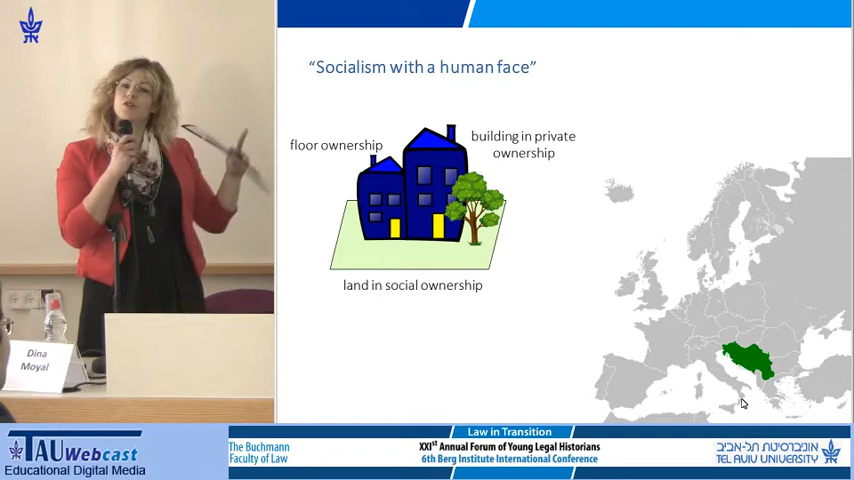 “Socialism with a human face”
floor ownership
building in private
ownership
land in social ownership
Dina
Moyal
TAU Webcast
Educational Digital Media
The Buchmann
Faculty of Law
Law in Transition
XXIst Annual Forum of Young Legal Historians
6th Berg Institute International Conference
אוניברסיטת תל-אביב
TEL AVIV UNIVERSITY